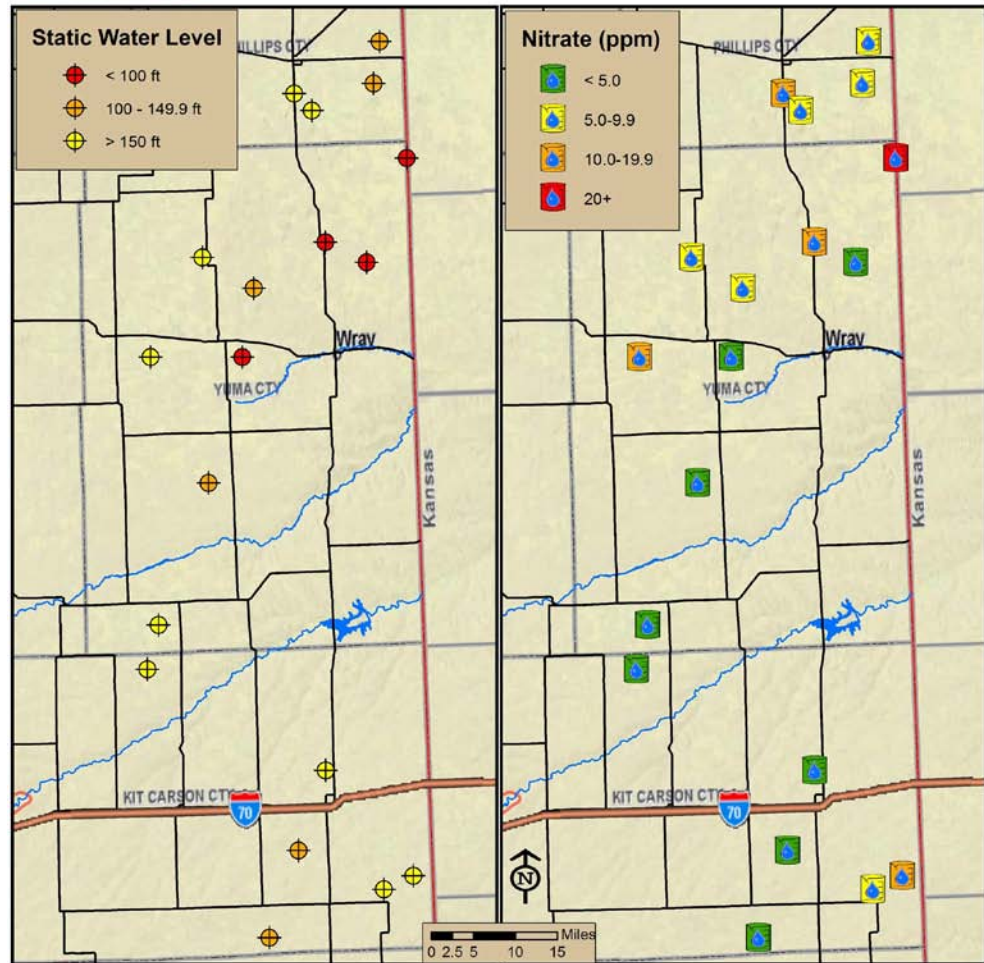 Static Water Level
< 100 ft
100 - 149.9 ft
> 150 ft
HILLIPS CTY
Wray
YUMA CTY
Kansas
KIT CARSON CTY
70
Nitrate (ppm)
< 5.0
5.0-9.9
10.0-19.9
20+
PHILLIPS CTY
Wray
YUMA CTY
Kansas
KIT CARSON CTY
70
N
Miles
0 2.5 5 10 15